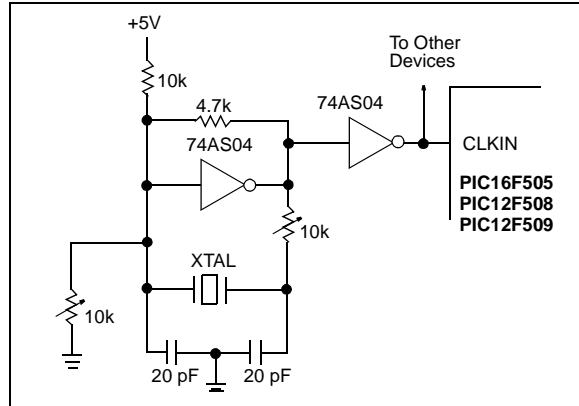 +5V
To Other
Devices
10k
4.7k
74AS04
74AS04
CLKIN
PIC16F505
PIC12F508
PIC12F509
10k
XTAL
10k
20 pF
20 pF